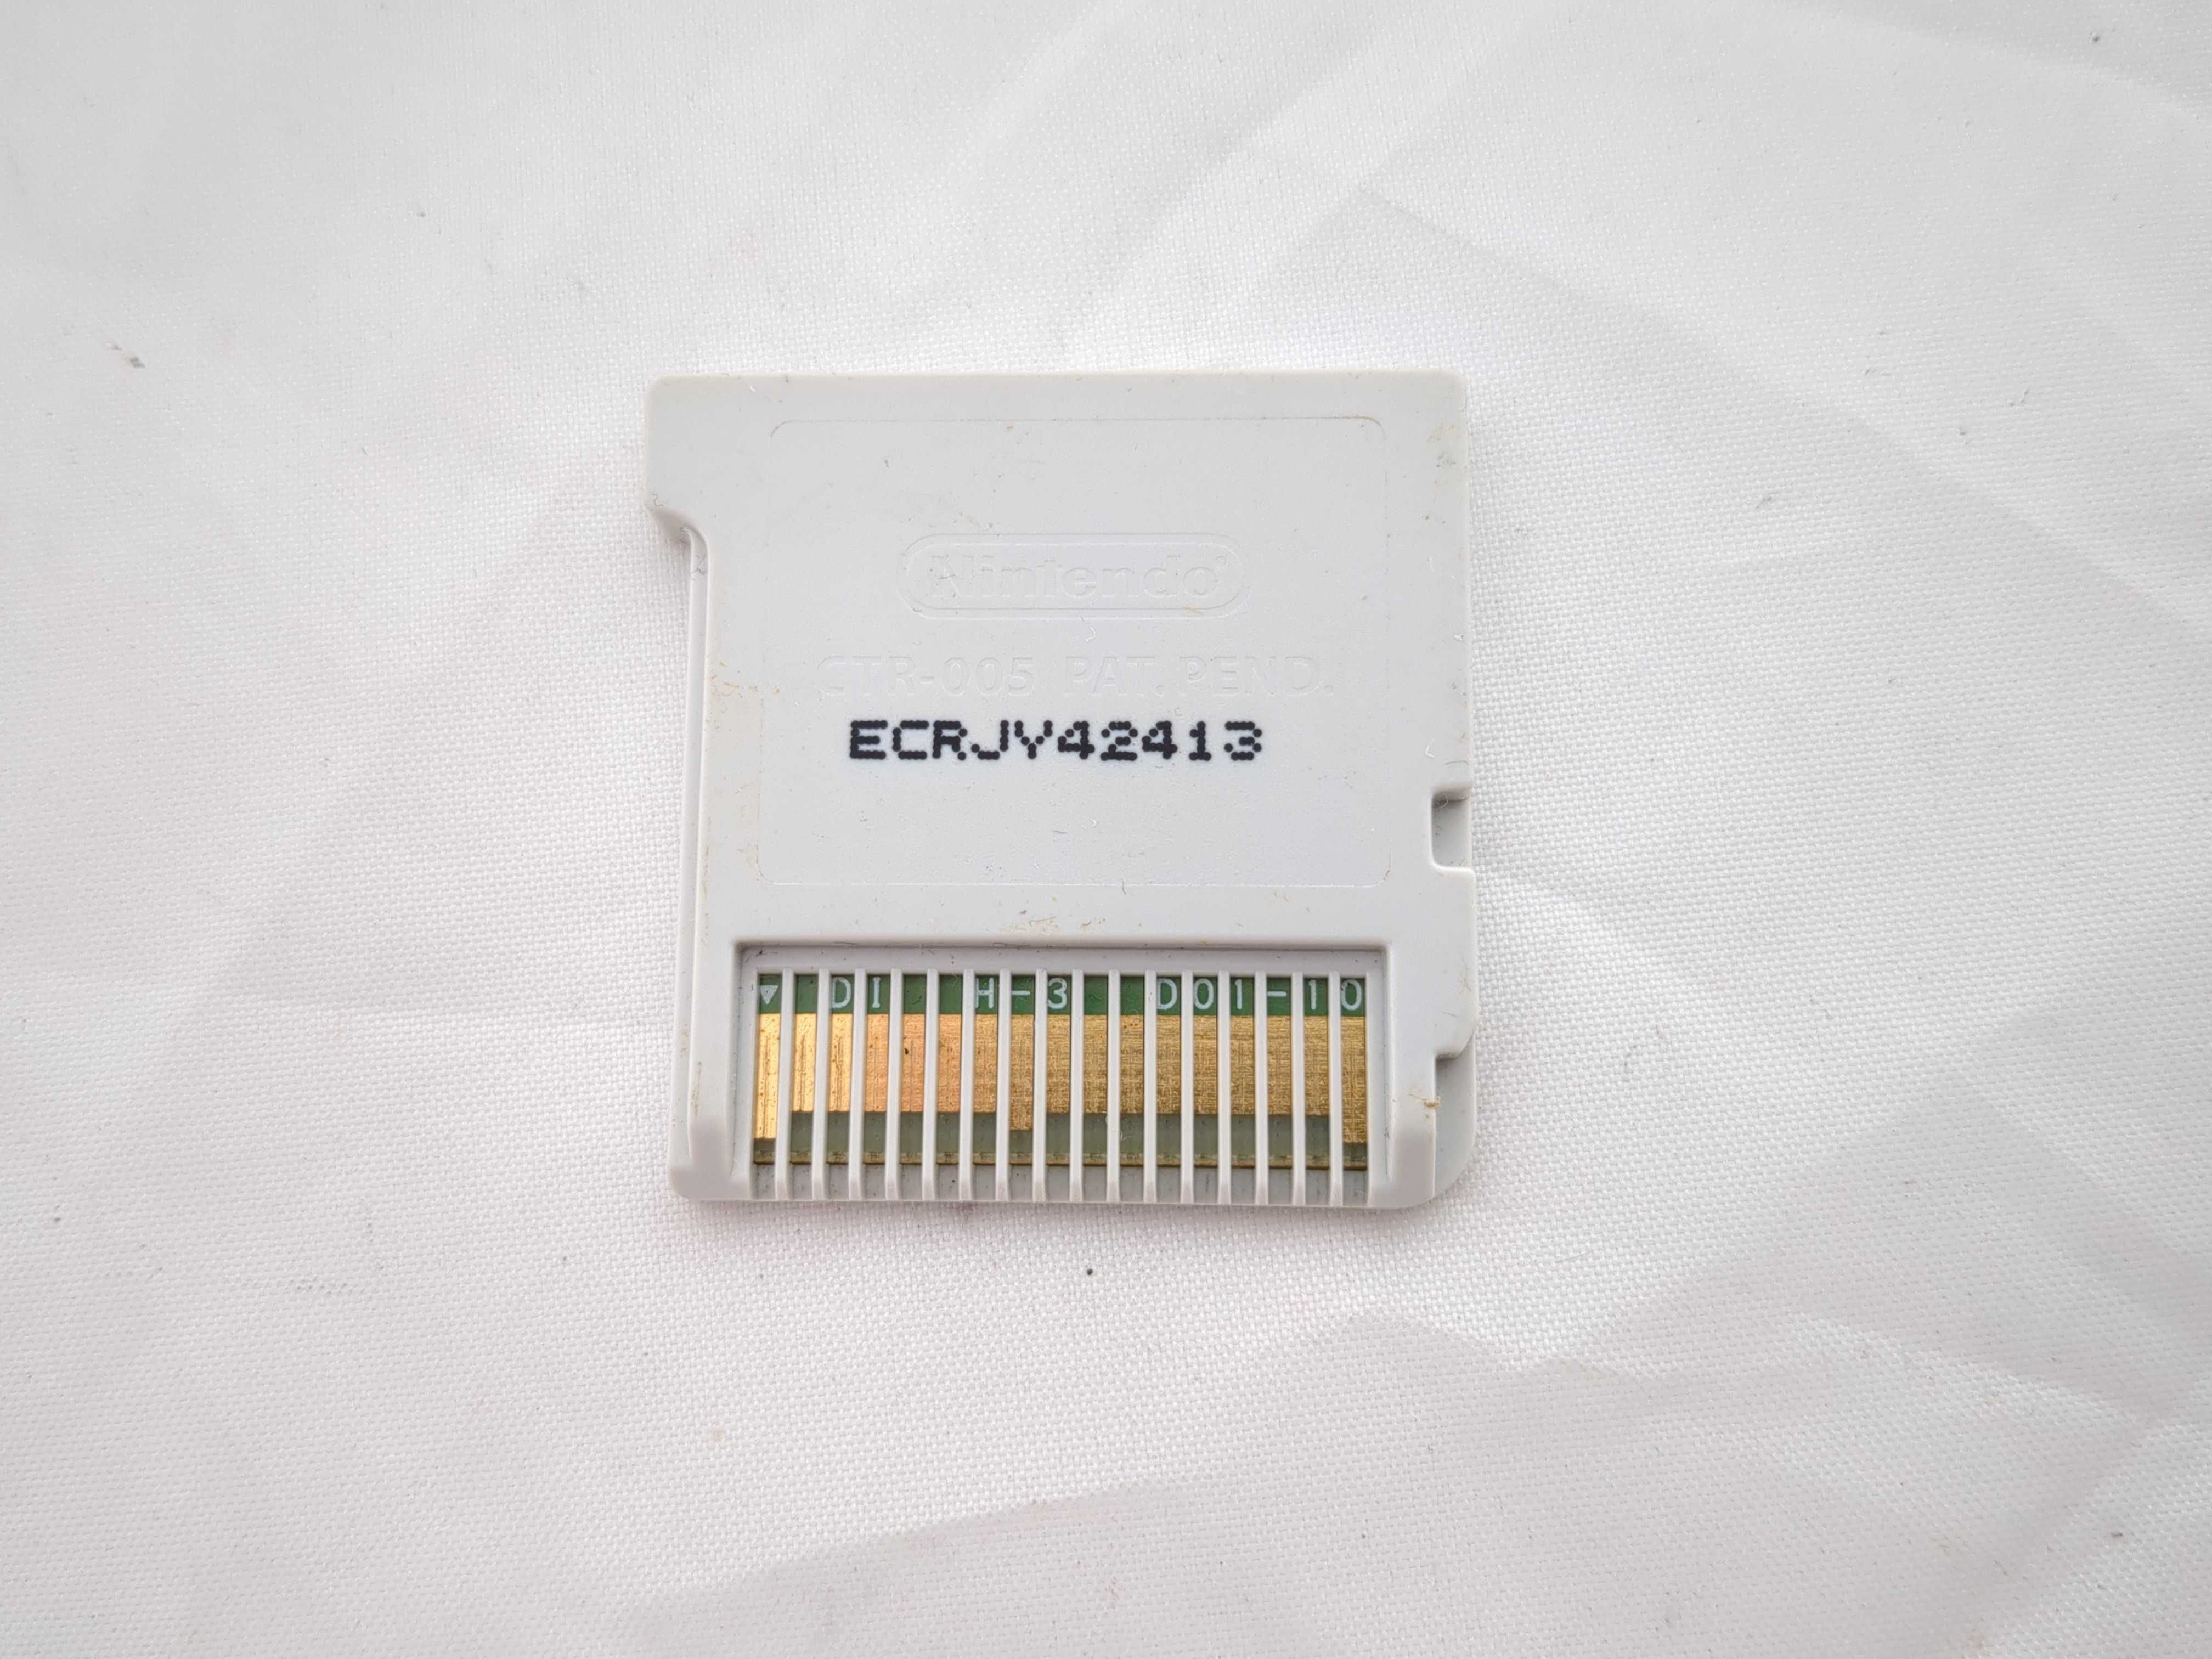 Nintendo®
CTR-005 PAT. PEND.
ECRJY42413
DI H-3 D01-10